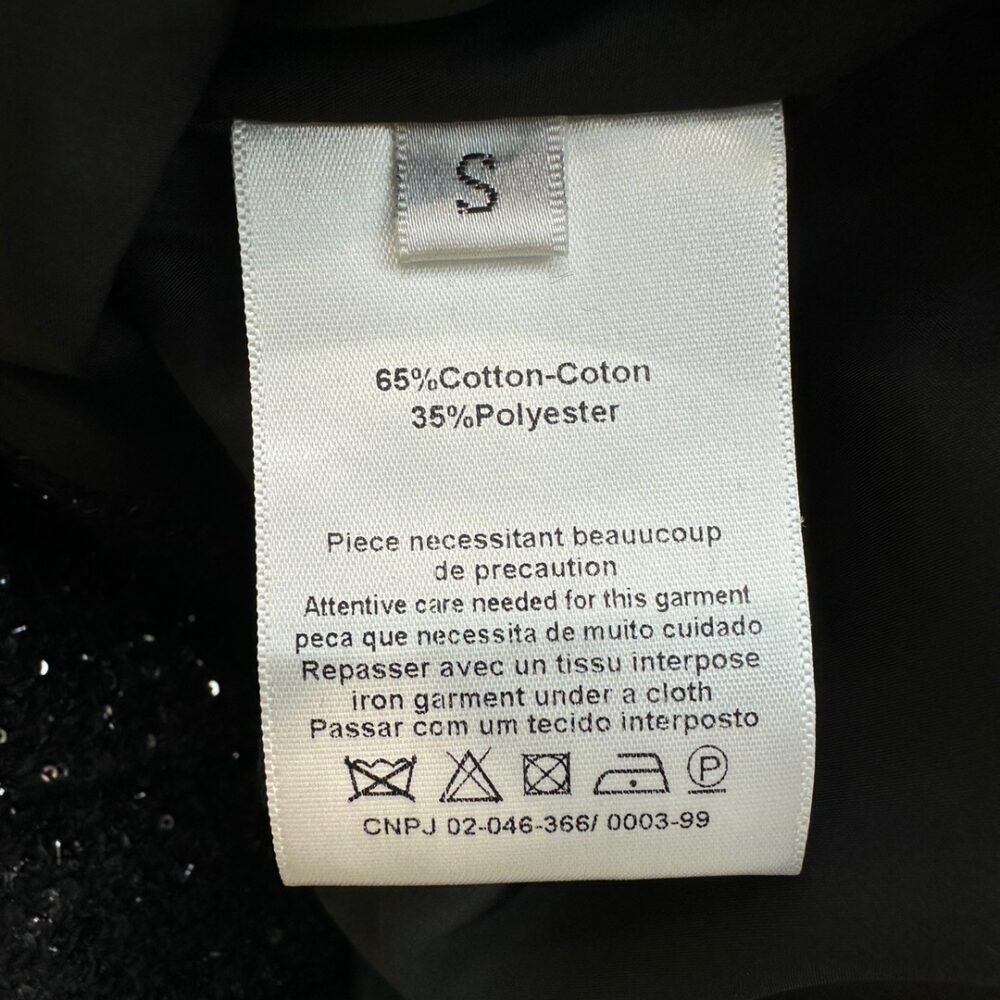 S
65%Cotton-Coton
35%Polyester
Piece necessitant beauucoup
de precaution
Attentive care needed for this garment
peca que necessita de muito cuidado
Repasser avec un tissu interpose
iron garment under a cloth
Passar com um tecido interposto
P
CNPJ 02-046-366/ 0003-99